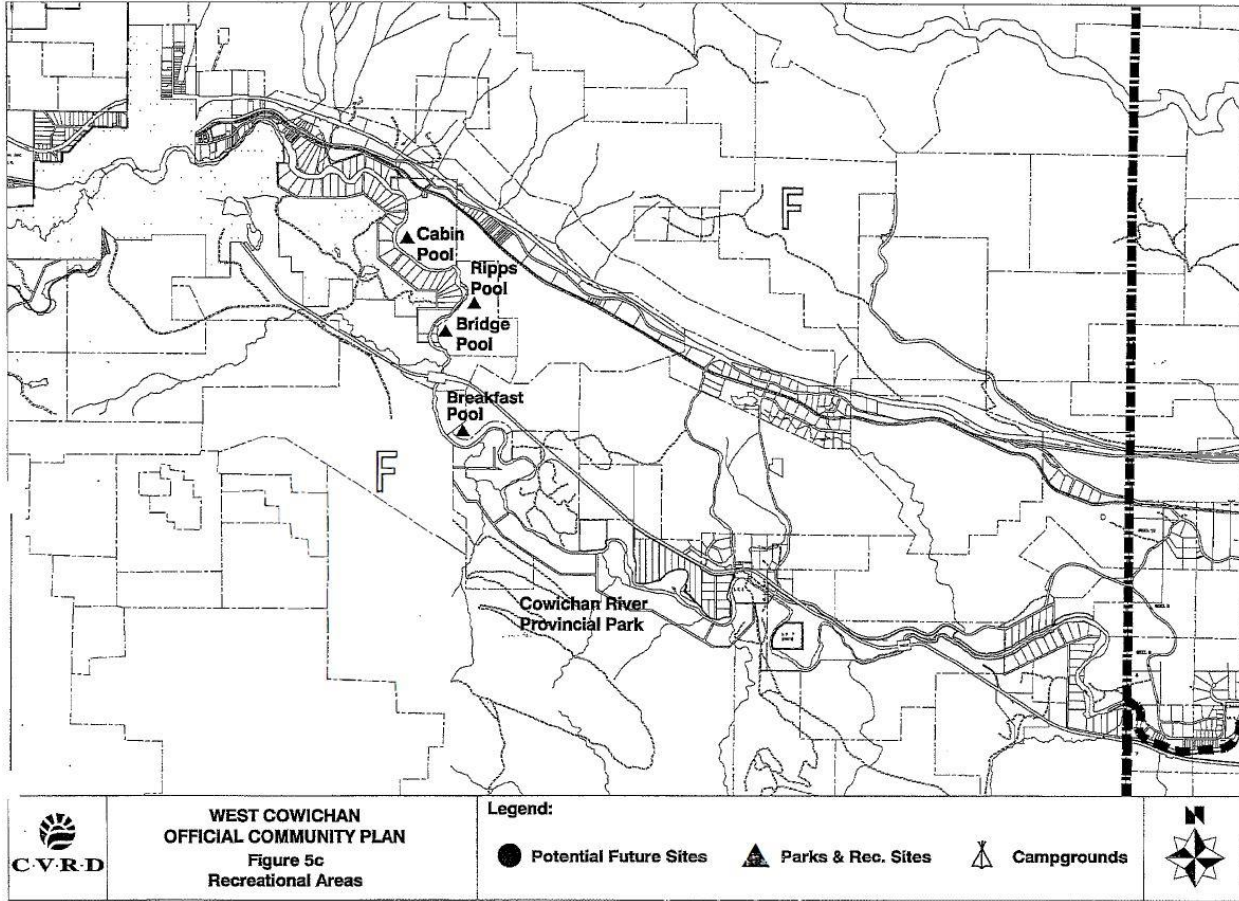 F
Cabin
Pool
Ripps
Pool
Bridge
Pool
Breakfast
Pool
F
Cowichan River
Provincial Park
C·V·R·D
WEST COWICHAN
OFFICIAL COMMUNITY PLAN
Figure 5c
Recreational Areas
Legend:
Potential Future Sites
Parks & Rec. Sites
Campgrounds
N